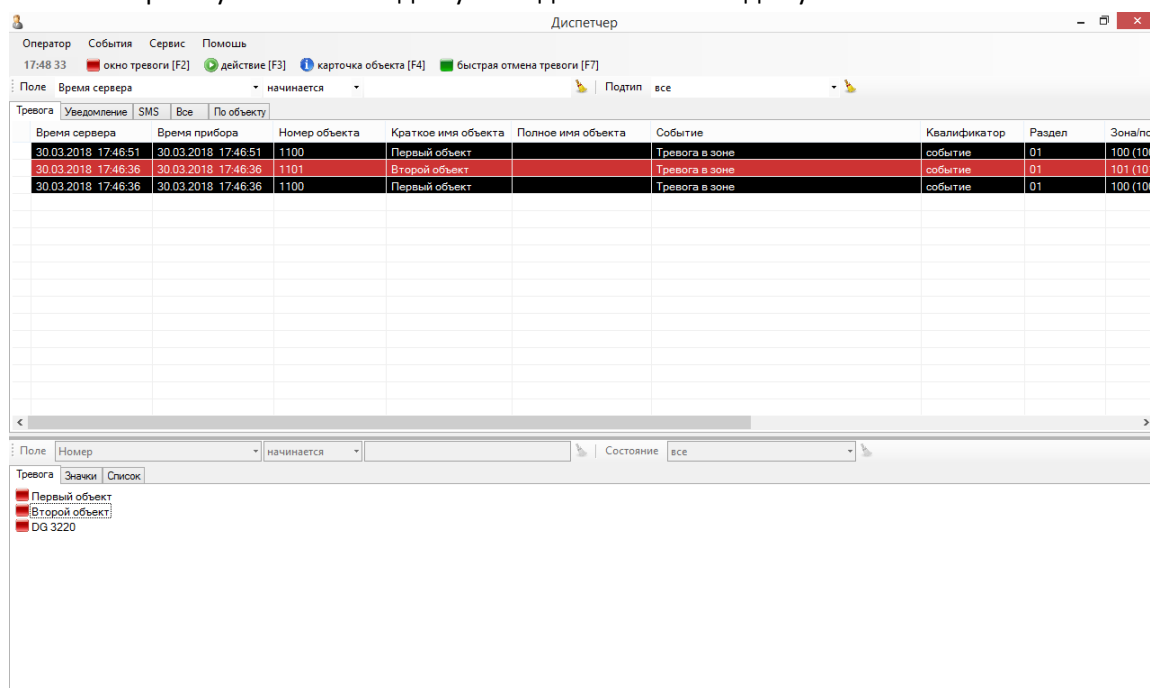 Диспетчер
Оператор События Сервис Помошь
17:48 33 окно тревоги [F2] действие [F3] карточка объекта [F4] быстрая отмена тревоги [F7]
Поле Время сервера начинается Подтип все
Тревога Уведомление SMS Все По объекту
Время сервера Время прибора Номер объекта Краткое имя объекта Полное имя объекта Событие Квалификатор Раздел Зона/по
30.03.2018 17:46:51 30.03.2018 17:46:51 1100 Первый объект Тревога в зоне событие 01 100 (100
30.03.2018 17:46:36 30.03.2018 17:46:36 1101 Второй объект Тревога в зоне событие 01 101 (10
30.03.2018 17:46:36 30.03.2018 17:46:36 1100 Первый объект Тревога в зоне событие 01 100 (100
Поле Номер начинается Состояние все
Тревога Значки Список
Первый объект
Второй объект
DG 3220